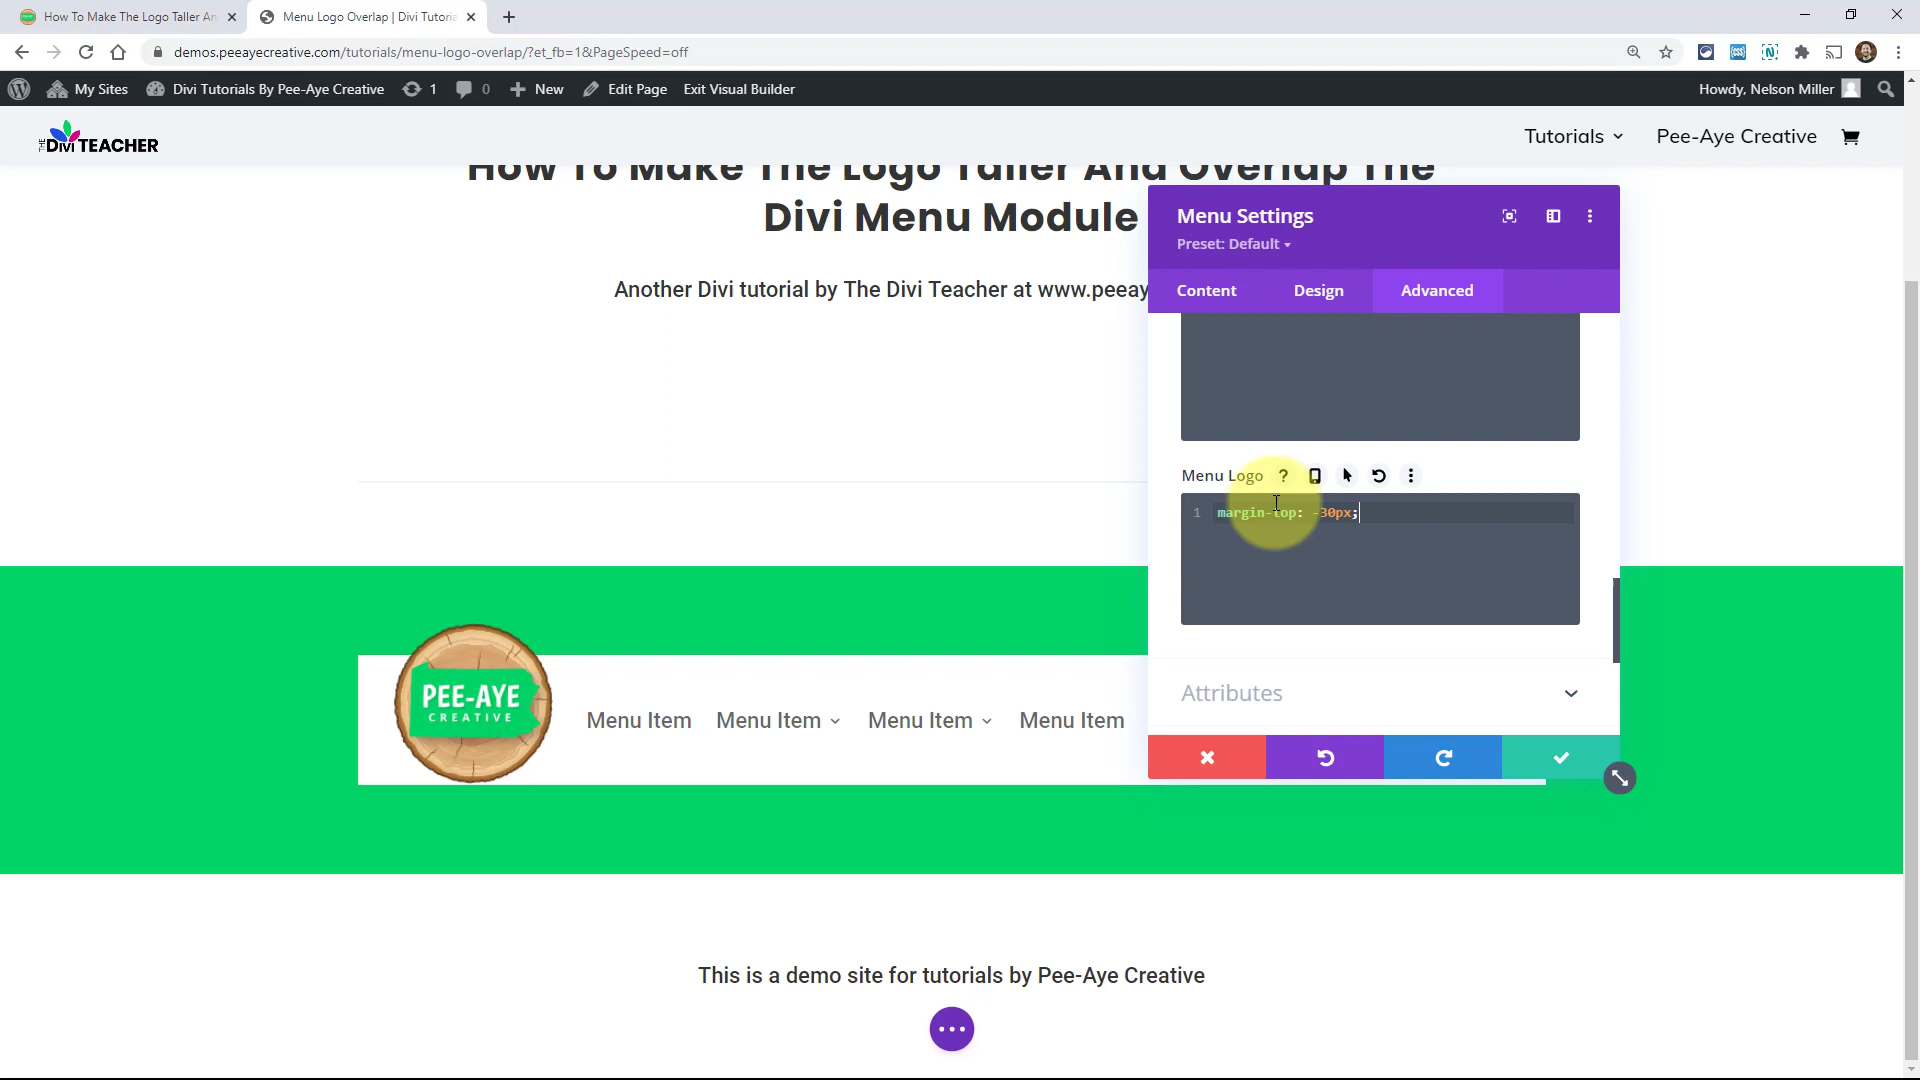 How To Make The Logo Taller An
Menu Logo Overlap | Divi Tutoria
demos.peeayecreative.com/tutorials/menu-logo-overlap/?et_fb=1&PageSpeed=off
My Sites
Divi Tutorials By Pee-Aye Creative
1
0
New
Edit Page
Exit Visual Builder
Howdy, Nelson Miller
THE DIVI TEACHER
Tutorials
Pee-Aye Creative
How To Make The Logo Taller And Overlap The
Divi Menu Module
Another Divi tutorial by The Divi Teacher at www.peeay
Menu Settings
Preset: Default
Content
Design
Advanced
Menu Logo
?
1
margin-top: -30px;
Attributes
PEE-AYE
CREATIVE
Menu Item
Menu Item
Menu Item
Menu Item
This is a demo site for tutorials by Pee-Aye Creative